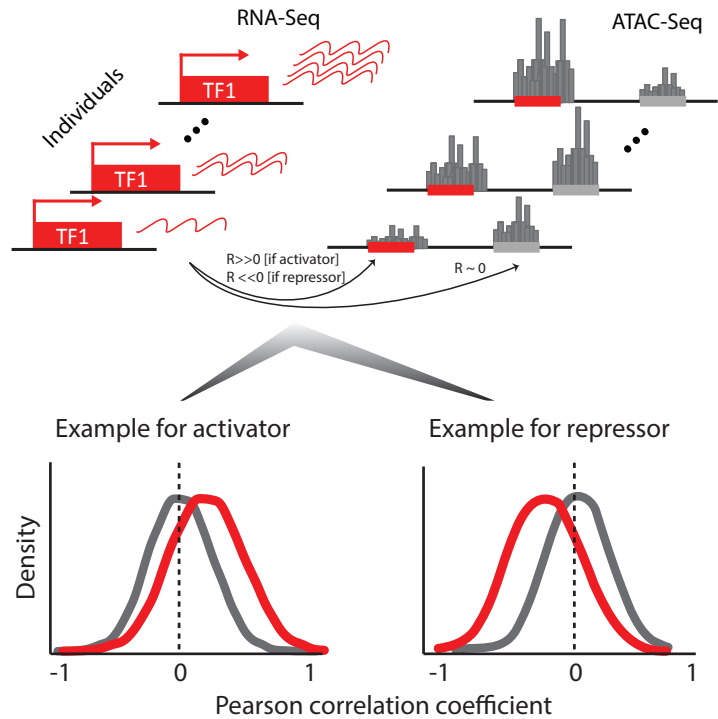 RNA-Seq
ATAC-Seq
Individuals
TF1
TF1
TF1
R>>0 [if activator]
R <<0 [if repressor]
R ~ 0
Example for activator
Example for repressor
Density
-1
0
1
-1
0
1
Pearson correlation coefficient